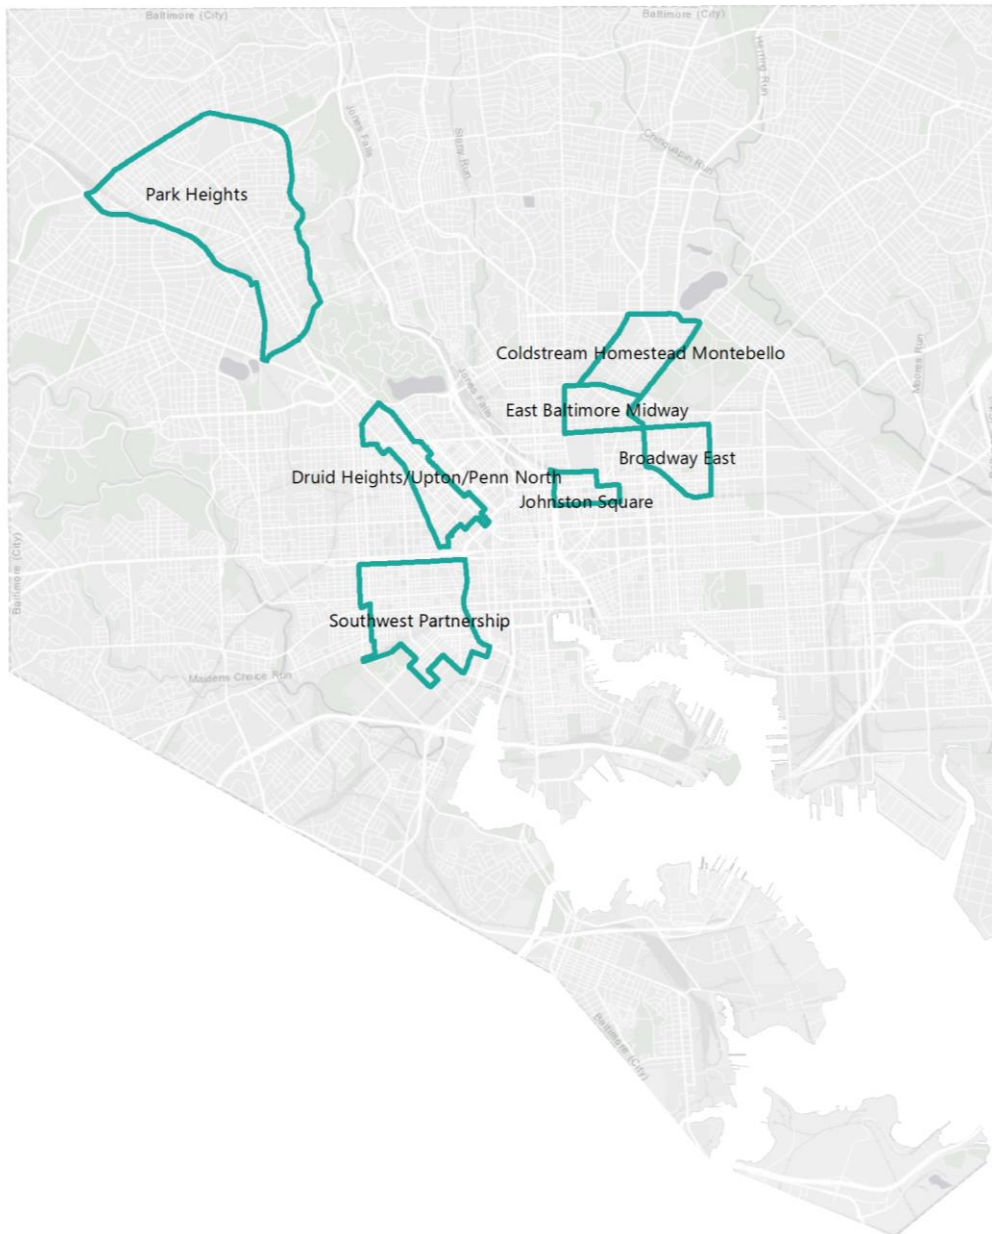 Baltimore (City)
Baltimore (City)
Herring Run
Jones Falls
Stony Run
Chinquapin Run
Park Heights
Coldstream Homestead Montebello
Moores Run
Jones Falls
East Baltimore Midway
Broadway East
Druid Heights/Upton/Penn North
Johnston Square
Baltimore (City)
Southwest Partnership
Maidens Choice Run
Baltimore (City)